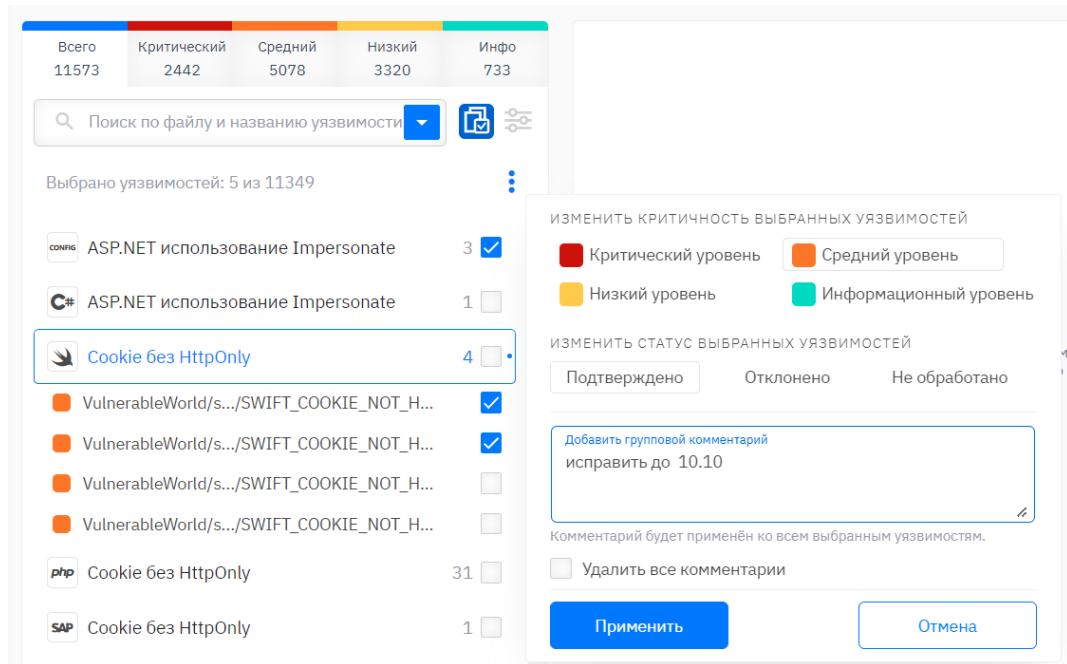 Всего Критический Средний Низкий Инфо
11573 2442 5078 3320 733
Поиск по файлу и названию уязвимости
Выбрано уязвимостей: 5 из 11349
CONFIG ASP.NET использование Impersonate 3
C# ASP.NET использование Impersonate 1
Cookie без HttpOnly 4
VulnerableWorld/s.../SWIFT_COOKIE_NOT_H...
VulnerableWorld/s.../SWIFT_COOKIE_NOT_H...
VulnerableWorld/s.../SWIFT_COOKIE_NOT_H...
VulnerableWorld/s.../SWIFT_COOKIE_NOT_H...
php Cookie без HttpOnly 31
SAP Cookie без HttpOnly 1
ИЗМЕНИТЬ КРИТИЧНОСТЬ ВЫБРАННЫХ УЯЗВИМОСТЕЙ
Критический уровень Средний уровень
Низкий уровень Информационный уровень
ИЗМЕНИТЬ СТАТУС ВЫБРАННЫХ УЯЗВИМОСТЕЙ
Подтверждено Отклонено Не обработано
Добавить групповой комментарий
исправить до 10.10
Комментарий будет применён ко всем выбранным уязвимостям.
Удалить все комментарии
Применить Отмена